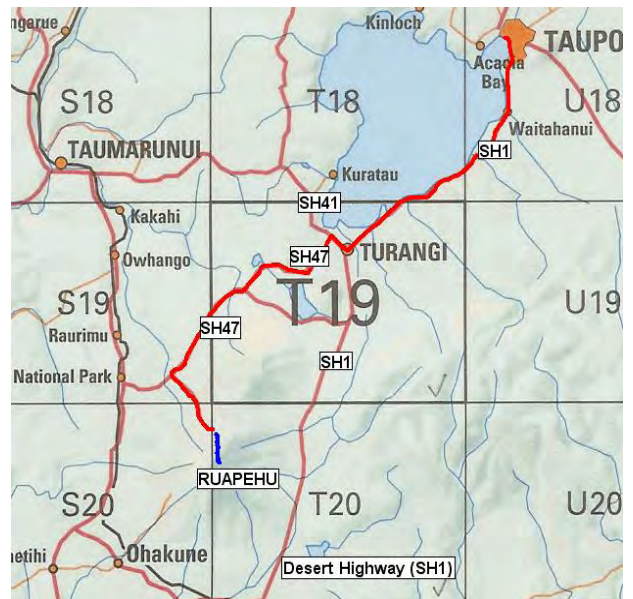 ngarue
Kinloch
TAUPO
Acacia
Bay
S18
T18
U18
Waitahanui
SH1
TAUMARUNUI
Kuratau
SH41
Kakahi
TURANGI
SH47
Owhango
S19
T19
U19
SH47
Raurimu
SH1
National Park
RUAPEHU
S20
T20
U20
Ohakune
etihi
Desert Highway (SH1)